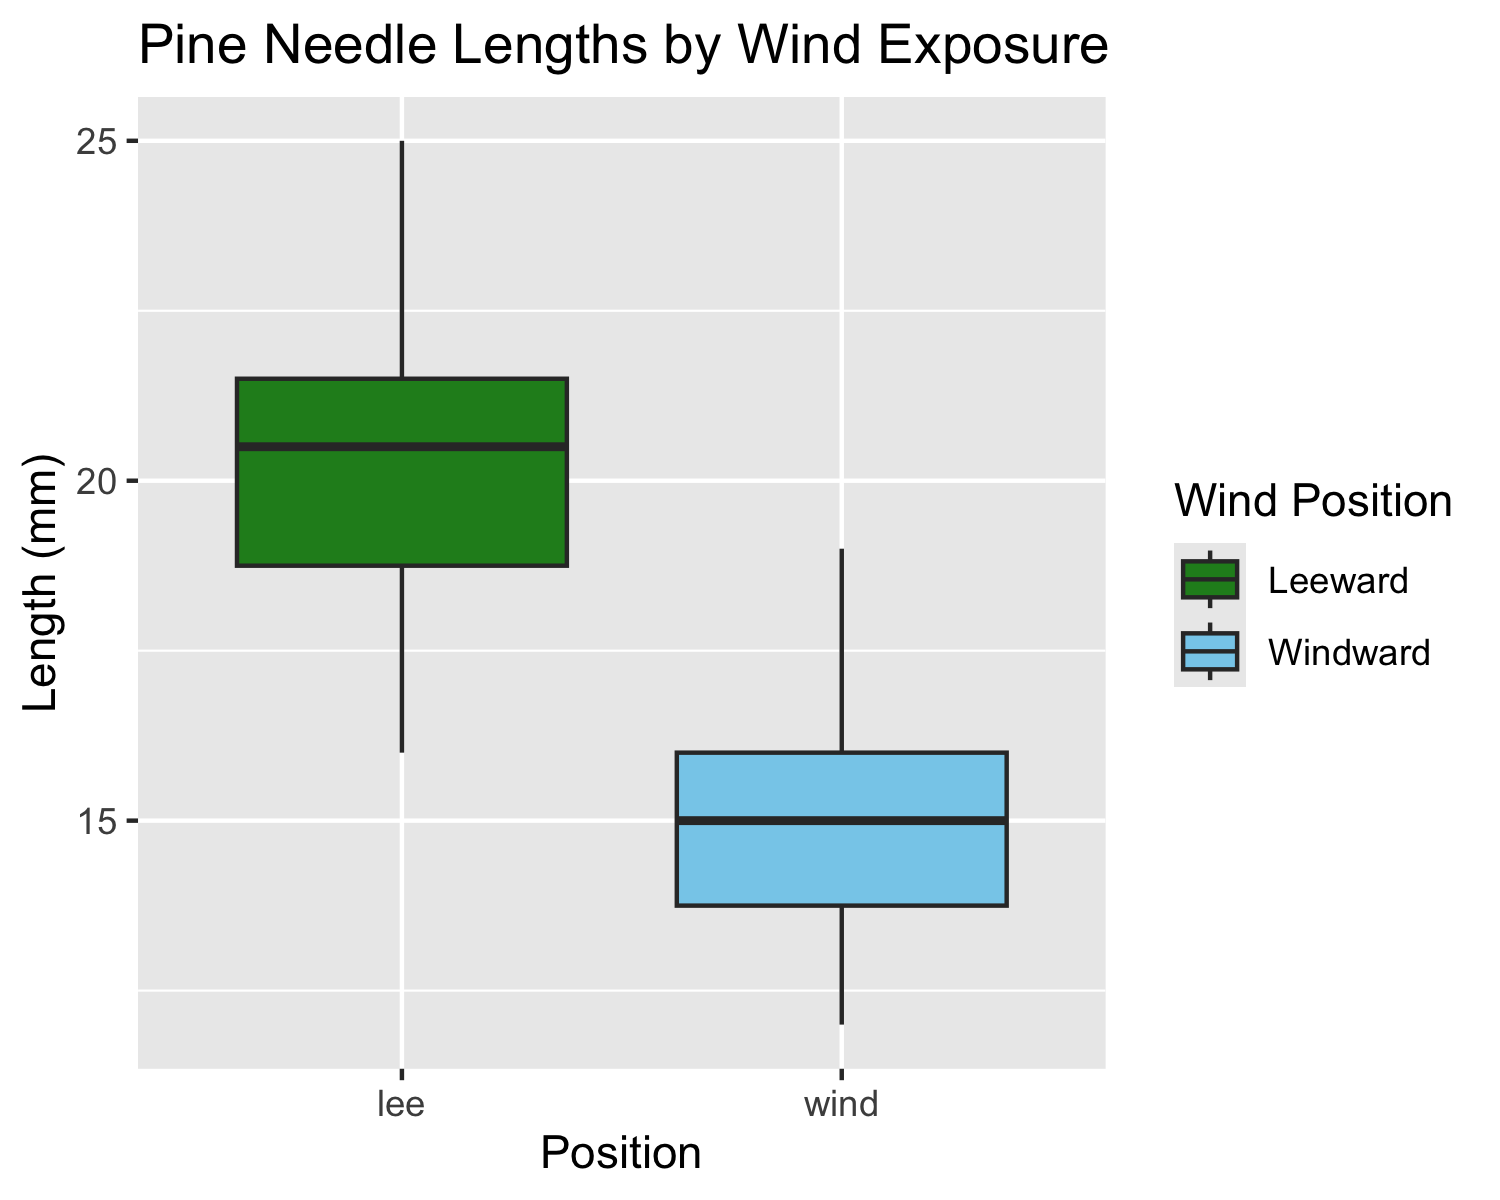 Pine Needle Lengths by Wind Exposure
25
20
15
Length (mm)
lee
wind
Position
Wind Position
Leeward
Windward